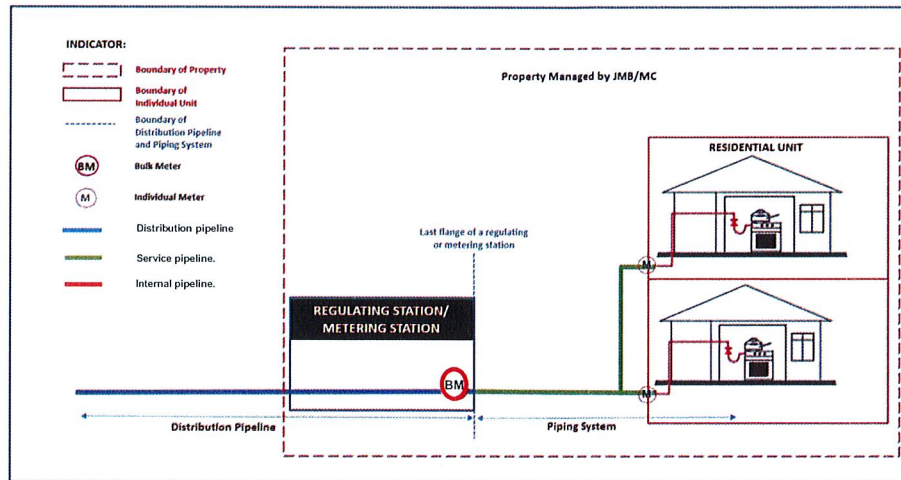 INDICATOR:
Boundary of Property
Boundary of
Individual Unit
Boundary of
Distribution Pipeline
and Piping System
BM
Bulk Meter
M
Individual Meter
Distribution pipeline
Service pipeline.
Internal pipeline.
Property Managed by JMB/MC
RESIDENTIAL UNIT
Last flange of a regulating
or metering station
M
REGULATING STATION/
METERING STATION
BM
M
Distribution Pipeline
Piping System